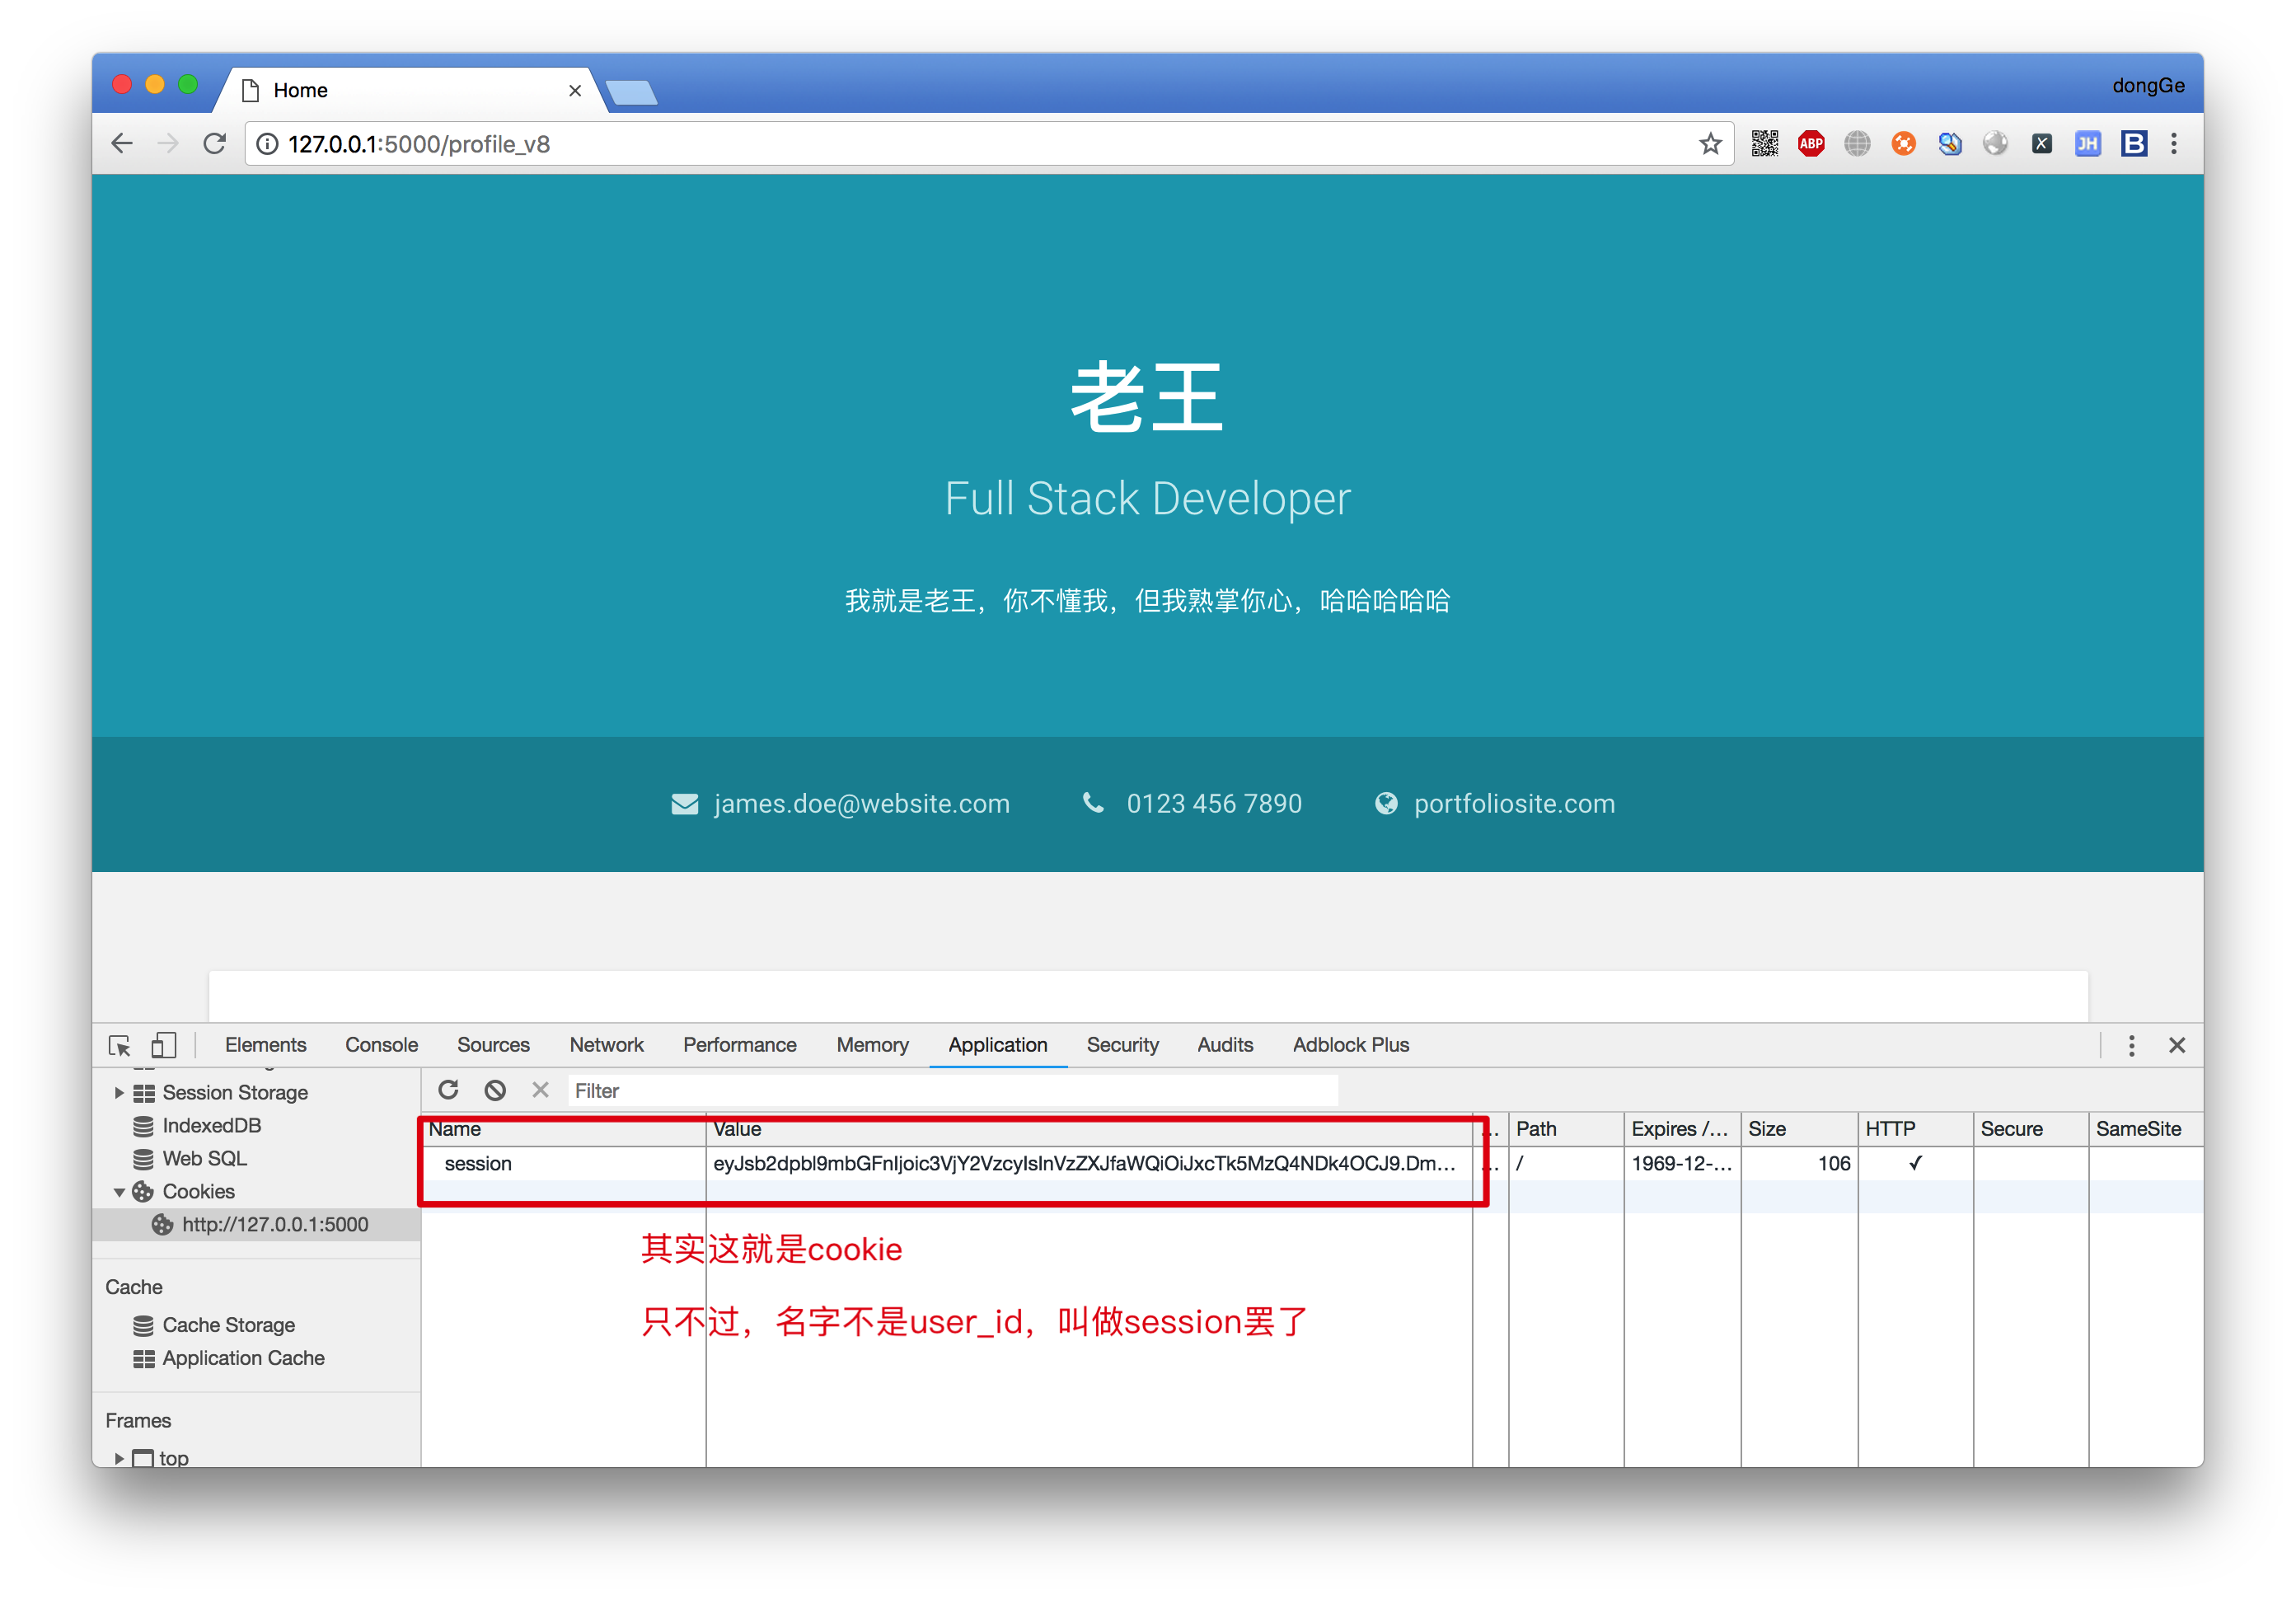 Home
dongGe
127.0.0.1:5000/profile_v8
ABP
X
JH
B
老王
Full Stack Developer
我就是老王，你不懂我，但我熟掌你心，哈哈哈哈哈
james.doe@website.com 0123 456 7890 portfoliosite.com
Elements Console Sources Network Performance Memory Application Security Audits Adblock Plus
Session Storage
IndexedDB
Web SQL
Cookies
http://127.0.0.1:5000
Cache
Cache Storage
Application Cache
Frames
top
Filter
Name Value ... Path Expires /... Size HTTP Secure SameSite
session eyJsb2dpbl9mbGFnIjoic3VjY2VzcyIsInVzZXJfaWQiOiJxcTk5MzQ4NDk4OCJ9.Dm... ... / 1969-12-... 106 ✓
其实这就是cookie
只不过，名字不是user_id，叫做session罢了